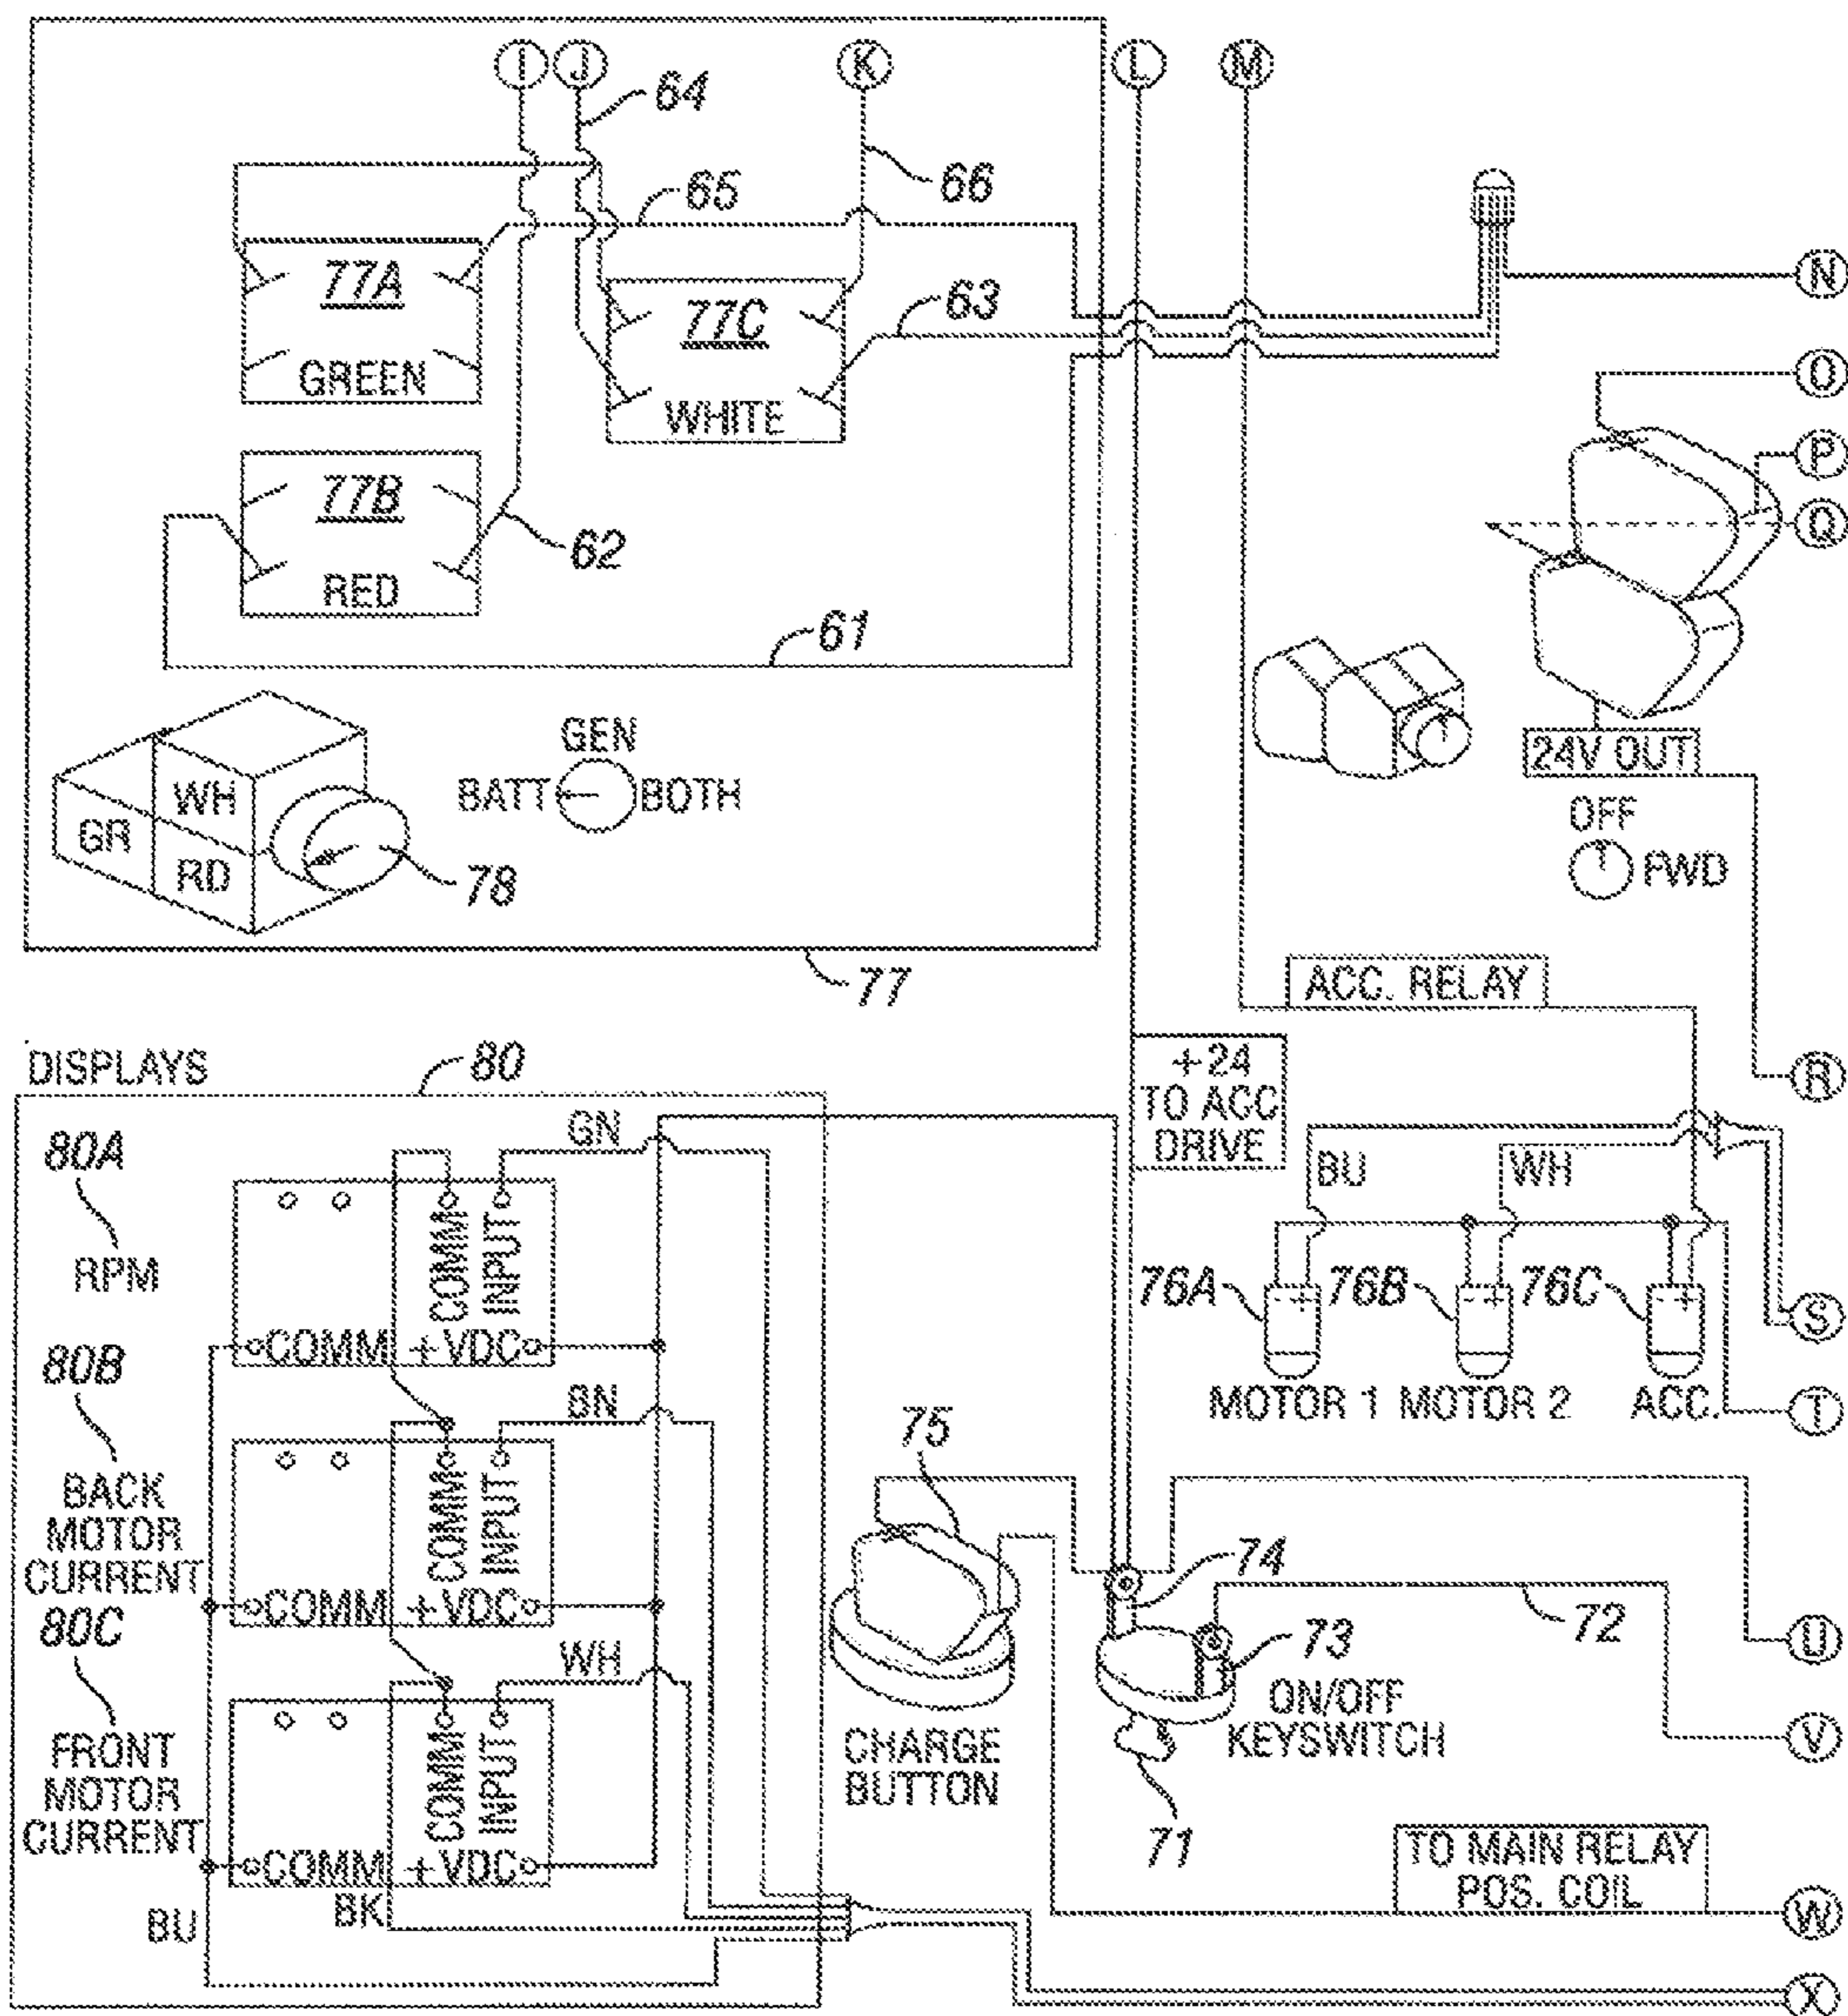 I J K L M
64
65
66
77A
GREEN
77C
WHITE
63
N
O
P
Q
77B
RED
62
61
GEN
BATT
BOTH
WH
GR
RD
78
77
24V OUT
OFF
FWD
ACC. RELAY
R
DISPLAYS
80
+24
TO ACC
DRIVE
80A
RPM
GN
COMM
INPUT
COMM + VDC
BU
WH
76A
76B
76C
MOTOR 1
MOTOR 2
ACC.
S
T
80B
BACK
MOTOR
CURRENT
BN
COMM
INPUT
COMM + VDC
75
CHARGE
BUTTON
74
73
72
ON/OFF
KEYSWITCH
71
U
V
80C
FRONT
MOTOR
CURRENT
WH
COMM
INPUT
COMM + VDC
BU
BK
TO MAIN RELAY
POS. COIL
W
X